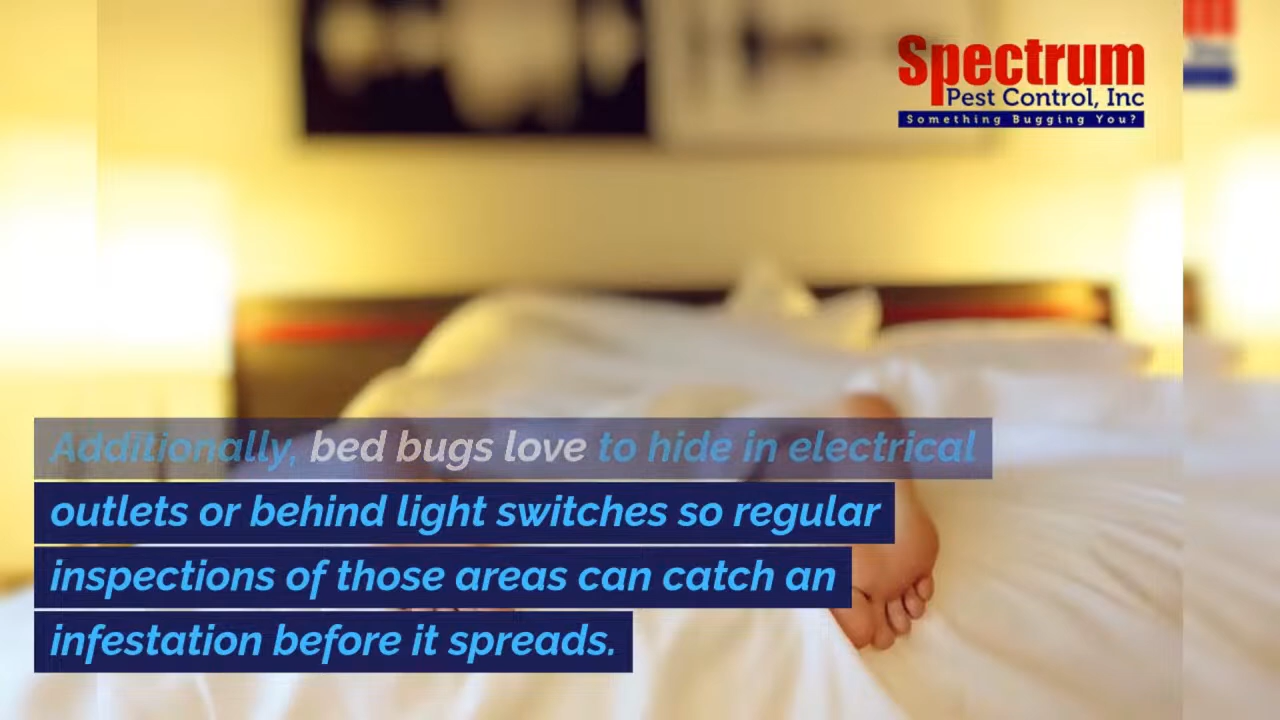 Spectrum
Pest Control, Inc
Something Bugging You?
Additionally, bed bugs love to hide in electrical
outlets or behind light switches so regular
inspections of those areas can catch an
infestation before it spreads.